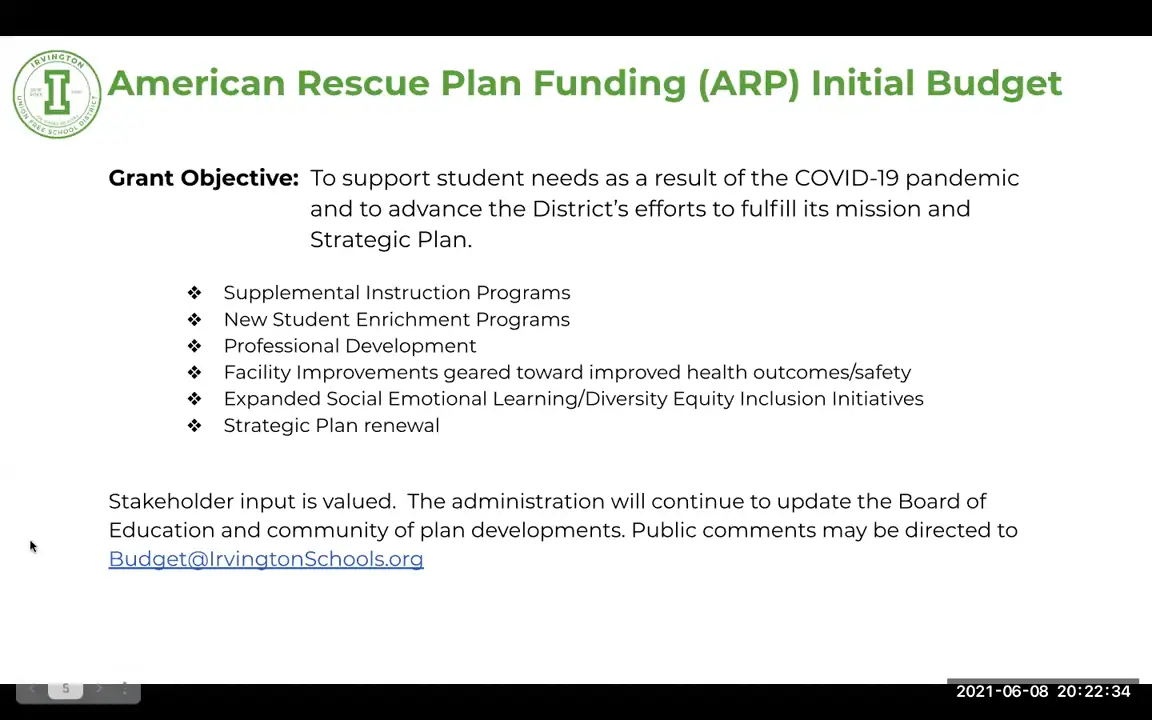 IRVINGTON
UNION FREE SCHOOL DISTRICT
American Rescue Plan Funding (ARP) Initial Budget
Grant Objective: To support student needs as a result of the COVID-19 pandemic
and to advance the District's efforts to fulfill its mission and
Strategic Plan.
❖ Supplemental Instruction Programs
❖ New Student Enrichment Programs
❖ Professional Development
❖ Facility Improvements geared toward improved health outcomes/safety
❖ Expanded Social Emotional Learning/Diversity Equity Inclusion Initiatives
❖ Strategic Plan renewal
Stakeholder input is valued. The administration will continue to update the Board of
Education and community of plan developments. Public comments may be directed to
Budget@IrvingtonSchools.org
5
2021-06-08 20:22:34